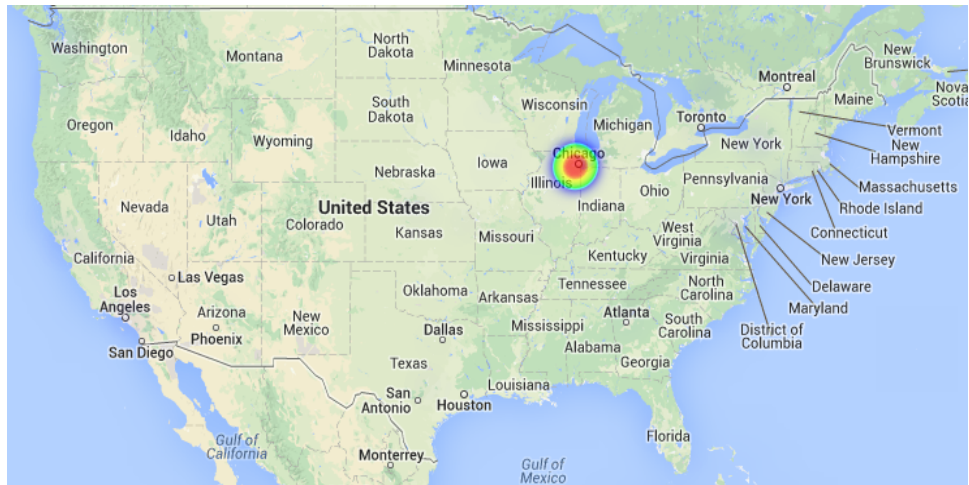 Washington
Montana
North
Dakota
Minnesota
Montreal
New
Brunswick
Nova
Scotia
Maine
Oregon
Idaho
Wyoming
South
Dakota
Wisconsin
Michigan
Toronto
New York
Vermont
New
Hampshire
Nebraska
Iowa
Chicago
Illinois
Indiana
Ohio
Pennsylvania
New York
Massachusetts
Rhode Island
Connecticut
Nevada
Utah
Colorado
United States
Kansas
Missouri
West
Virginia
Kentucky
Virginia
New Jersey
Delaware
Maryland
District of
Columbia
California
Las Vegas
Los
Angeles
San Diego
Arizona
Phoenix
New
Mexico
Oklahoma
Arkansas
Tennessee
North
Carolina
South
Carolina
Atlanta
Dallas
Mississippi
Alabama
Georgia
Texas
Louisiana
San
Antonio
Houston
Florida
Gulf of
California
Monterrey
Gulf of
Mexico